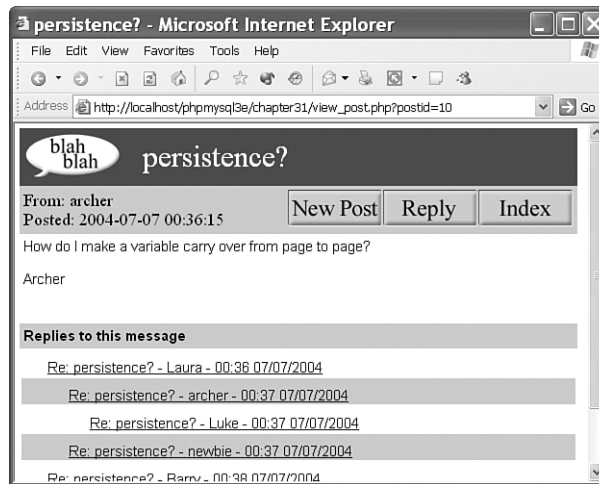 persistence? - Microsoft Internet Explorer
File Edit View Favorites Tools Help
Address http://localhost/phpmysql3e/chapter31/view_post.php?postid=10 Go
blah
blah
persistence?
From: archer
Posted: 2004-07-07 00:36:15
New Post Reply Index
How do I make a variable carry over from page to page?
Archer
Replies to this message
Re: persistence? - Laura - 00:36 07/07/2004
Re: persistence? - archer - 00:37 07/07/2004
Re: persistence? - Luke - 00:37 07/07/2004
Re: persistence? - newbie - 00:37 07/07/2004
Re: persistence? - Barry - 00:38 07/07/2004